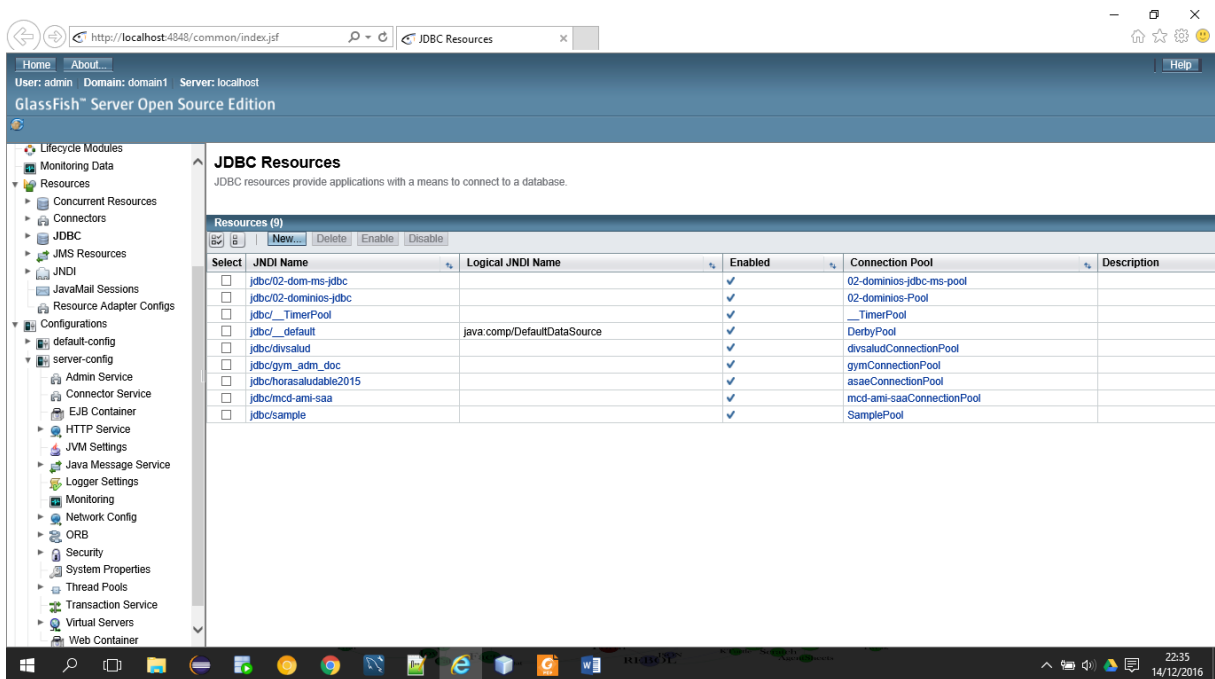 http://localhost:4848/common/index.jsf
JDBC Resources
Home About...
Help
User: admin Domain: domain1 Server: localhost
GlassFish™ Server Open Source Edition
Lifecycle Modules
Monitoring Data
Resources
Concurrent Resources
Connectors
JDBC
JMS Resources
JNDI
JavaMail Sessions
Resource Adapter Configs
Configurations
default-config
server-config
Admin Service
Connector Service
EJB Container
HTTP Service
JVM Settings
Java Message Service
Logger Settings
Monitoring
Network Config
ORB
Security
System Properties
Thread Pools
Transaction Service
Virtual Servers
Web Container
JDBC Resources
JDBC resources provide applications with a means to connect to a database.
Resources (9)
New... Delete Enable Disable
Select JNDI Name Logical JNDI Name Enabled Connection Pool Description
jdbc/02-dom-ms-jdbc 02-dominios-jdbc-ms-pool
jdbc/02-dominios-jdbc 02-dominios-Pool
jdbc/__TimerPool __TimerPool
jdbc/__default java:comp/DefaultDataSource DerbyPool
jdbc/divsalud divsaludConnectionPool
jdbc/gym_adm_doc gymConnectionPool
jdbc/horasaludable2015 asaeConnectionPool
jdbc/mcd-ami-saa mcd-ami-saaConnectionPool
jdbc/sample SamplePool
22:35
14/12/2016